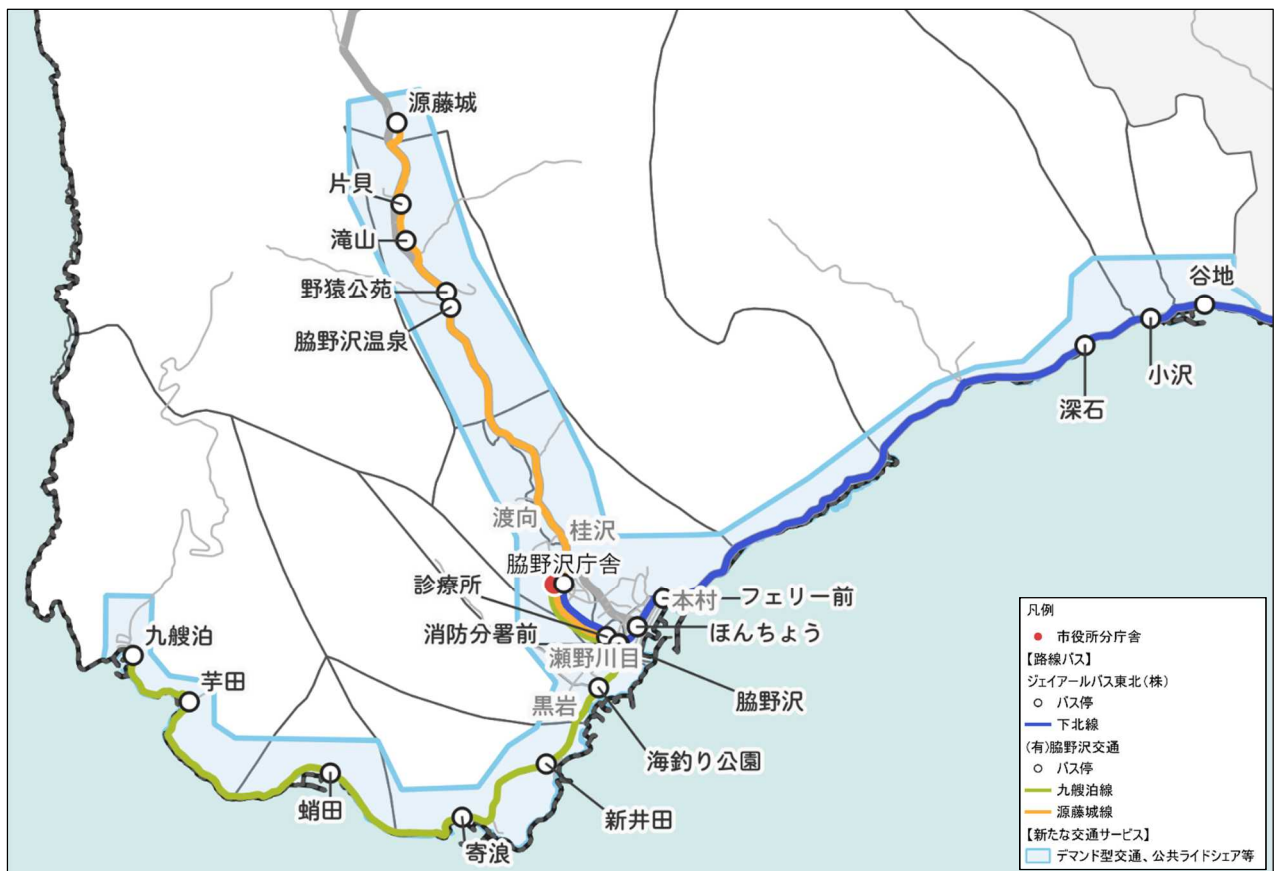 源藤城
片貝
滝山
野猿公苑
脇野沢温泉
谷地
小沢
深石
渡向
桂沢
脇野沢庁舎
診療所
本村
フェリー前
消防分署前
ほんちょう
瀬野川目
脇野沢
黒岩
海釣り公園
九艘泊
芋田
蛸田
新井田
寄浪
凡例
市役所分庁舎
【路線バス】
ジェイアールバス東北(株)
バス停
下北線
(有)脇野沢交通
バス停
九艘泊線
源藤城線
【新たな交通サービス】
デマンド型交通、公共ライドシェア等